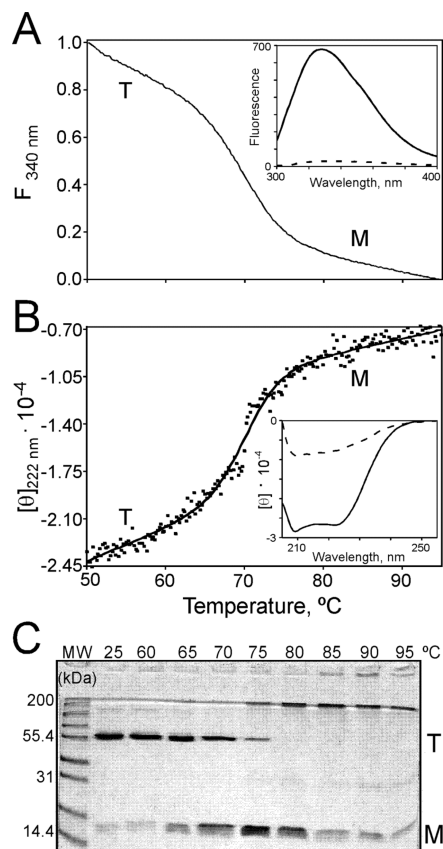 A
1.0
0.8
0.6
0.4
0.2
0.0
F 340 nm
T
M
700
0
Fluorescence
300 400
Wavelength, nm
B
-0.70
-1.05
-1.40
-1.75
-2.10
-2.45
[θ]222 nm · 10-4
T
M
0
-3
[θ] · 10-4
210 250
Wavelength, nm
50 60 70 80 90
Temperature, ºC
C
MW 25 60 65 70 75 80 85 90 95 ºC
(kDa)
200
55.4
31
14.4
T
M